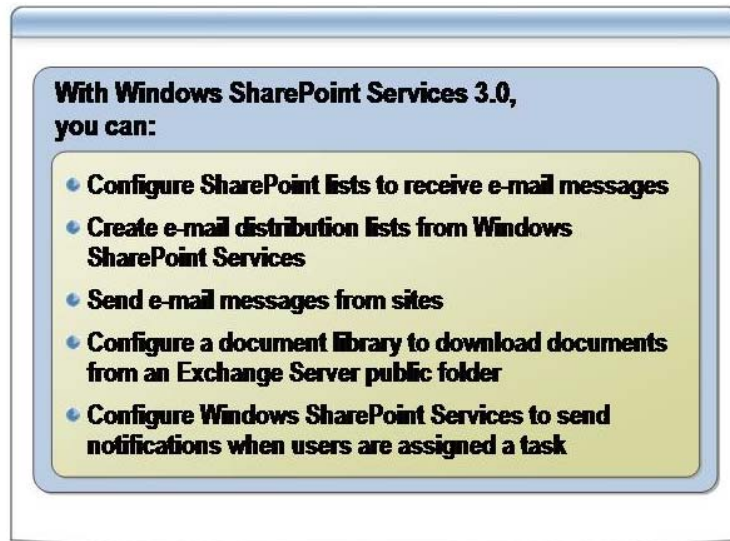 With Windows SharePoint Services 3.0,
you can:
Configure SharePoint lists to receive e-mail messages
Create e-mail distribution lists from Windows
SharePoint Services
Send e-mail messages from sites
Configure a document library to download documents
from an Exchange Server public folder
Configure Windows SharePoint Services to send
notifications when users are assigned a task